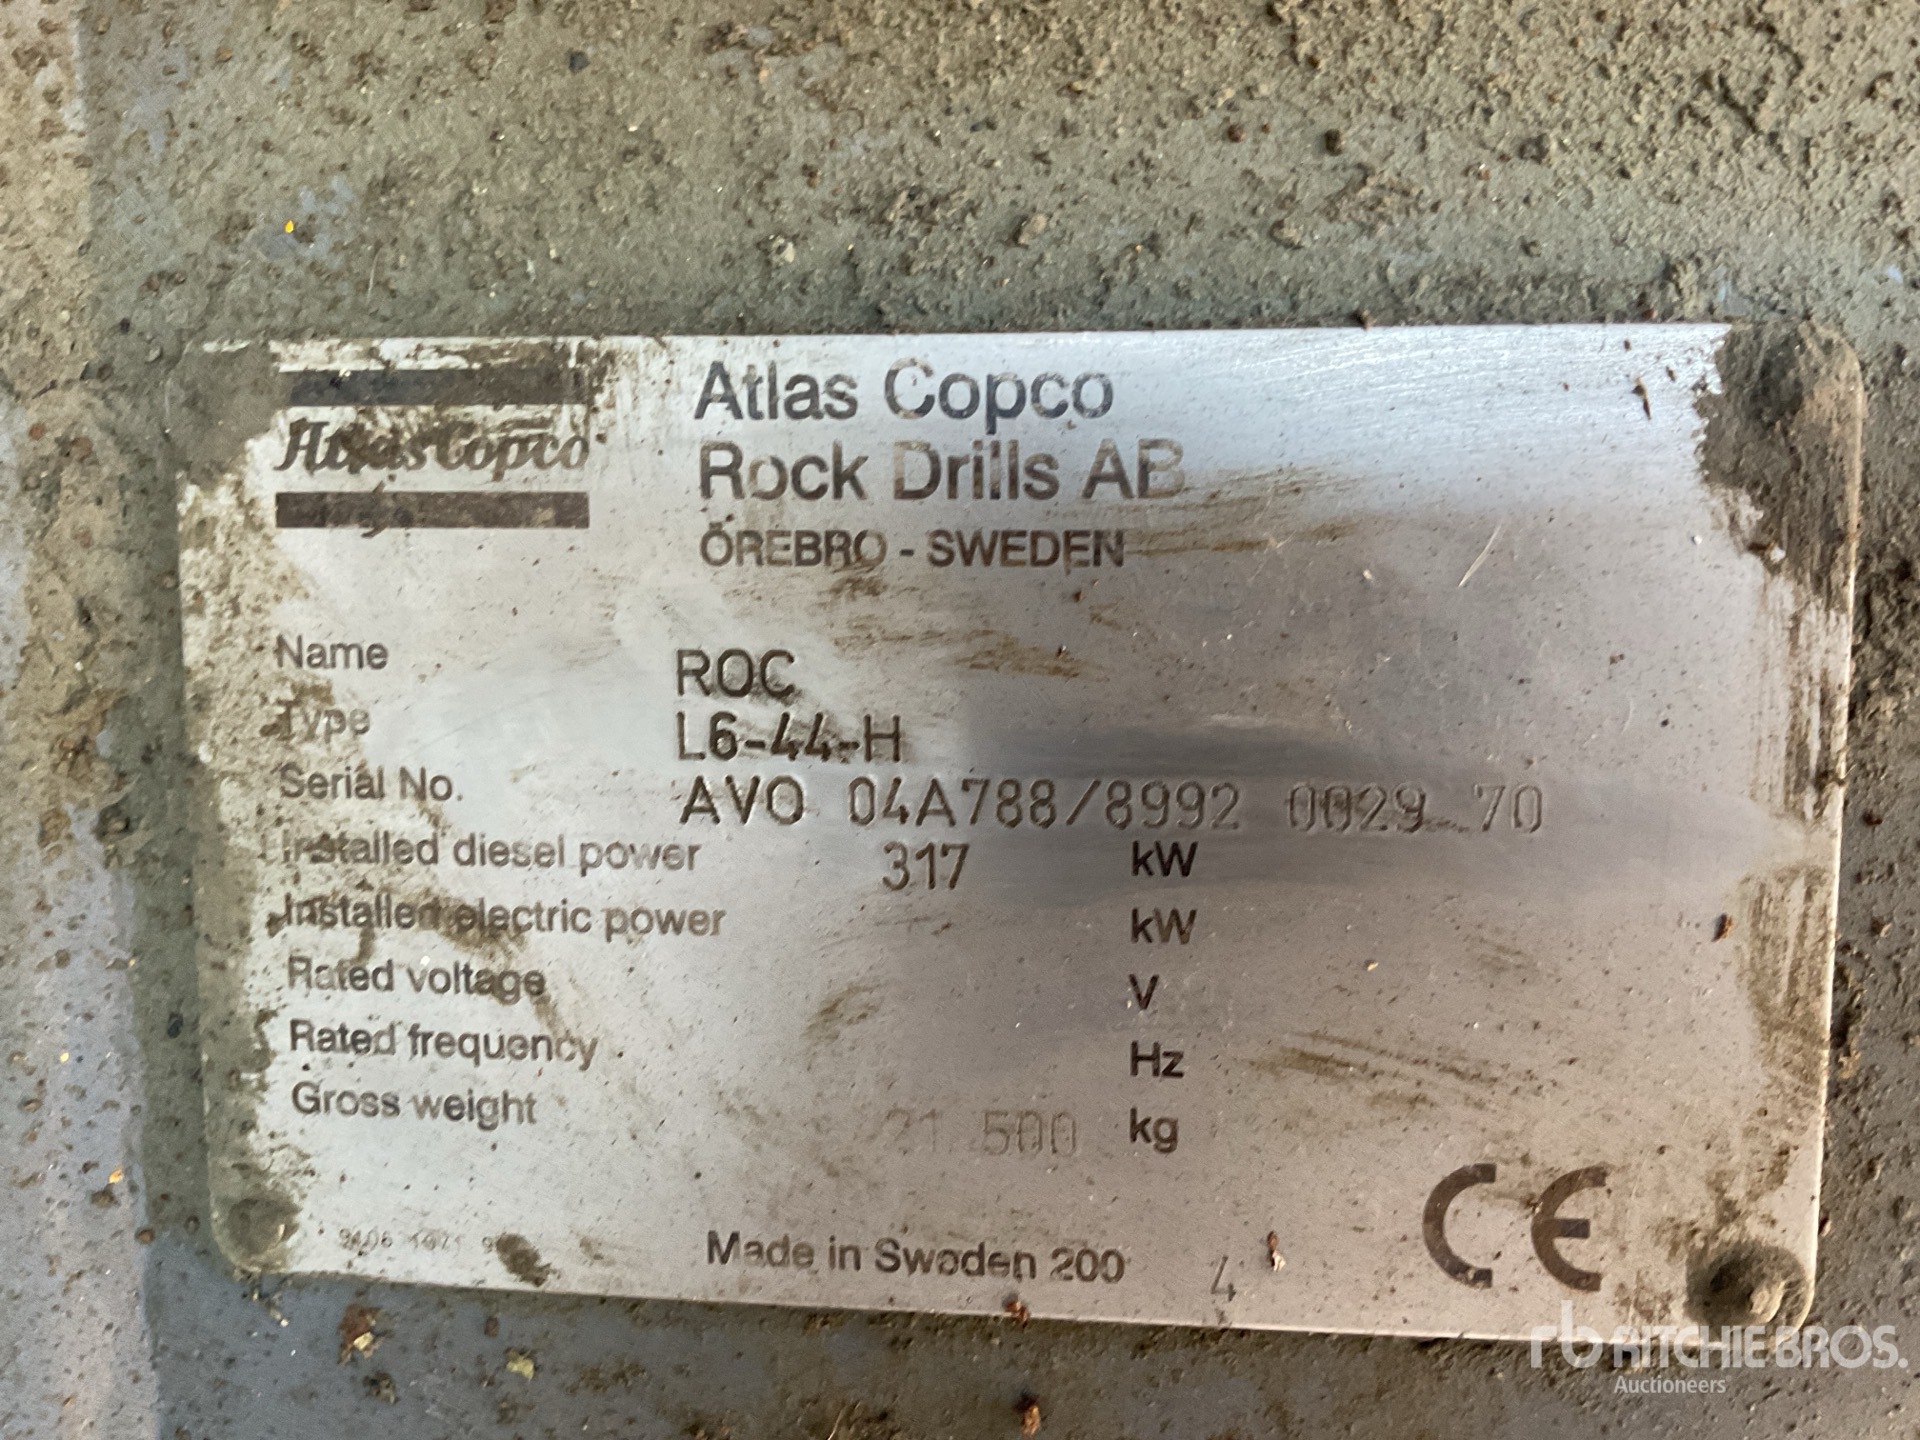 Atlas Copco
Atlas Copco
Rock Drills AB
ÖREBRO - SWEDEN
Name ROC
Type L6-44-H
Serial No. AVO 04A788/8992 0029 70
Installed diesel power 317 kW
Installed electric power kW
Rated voltage V
Rated frequency Hz
Gross weight 21 500 kg
Made in Sweden 200 4
CE
rb RITCHIE BROS.
Auctioneers